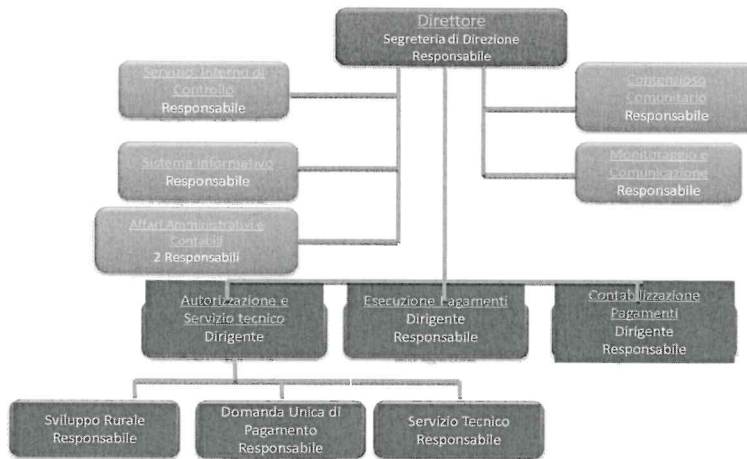 Direttore
Segreteria di Direzione
Responsabile
Servizio Interno di
Controllo
Responsabile
Contenzioso
Comunitario
Responsabile
Sistema Informativo
Responsabile
Monitoraggio e
Comunicazione
Responsabile
Affari Amministrativi e
Contabili
2 Responsabili
Autorizzazione e
Servizio tecnico
Dirigente
Esecuzione Pagamenti
Dirigente
Responsabile
Contabilizzazione
Pagamenti
Dirigente
Responsabile
Sviluppo Rurale
Responsabile
Domanda Unica di
Pagamento
Responsabile
Servizio Tecnico
Responsabile